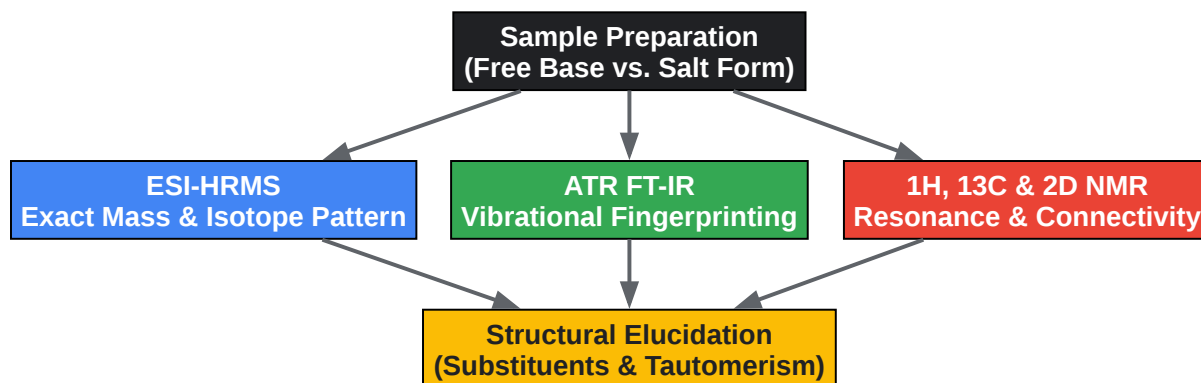 Sample Preparation
(Free Base vs. Salt Form)
ESI-HRMS
Exact Mass & Isotope Pattern
ATR FT-IR
Vibrational Fingerprinting
1H, 13C & 2D NMR
Resonance & Connectivity
Structural Elucidation
(Substituents & Tautomerism)